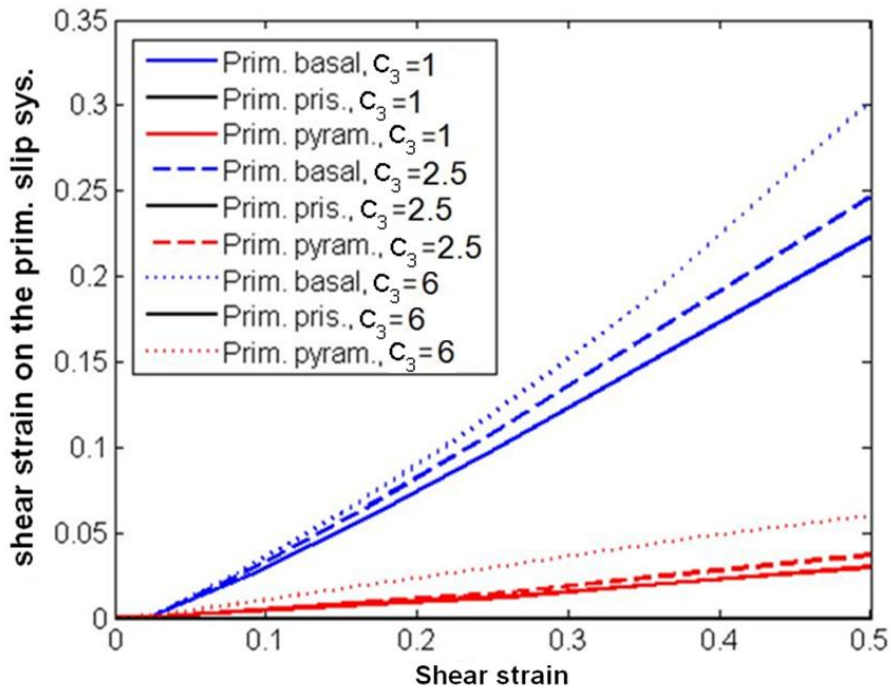 shear strain on the prim. slip sys.
0.35
0.3
0.25
0.2
0.15
0.1
0.05
0
Prim. basal, C₃=1
Prim. pris., C₃=1
Prim. pyram., C₃=1
Prim. basal, C₃=2.5
Prim. pris., C₃=2.5
Prim. pyram., C₃=2.5
Prim. basal, C₃=6
Prim. pris., C₃=6
Prim. pyram., C₃=6
0 0.1 0.2 0.3 0.4 0.5
Shear strain